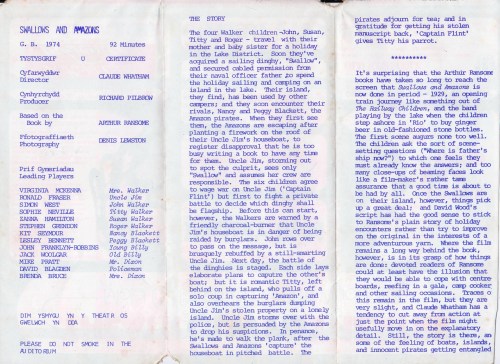 SWALLOWS AND AMAZONS
G. B. 1974 92 Minutes
TYSTYSGRIF U CERTIFICATE
Cyfarwyddwr
Director CLAUDE WHATHAM
Cynhyrchydd
Producer RICHARD PILBROW
Based on the
Book by ARTHUR RANSOME
Ffotograffiaeth
Photography DENIS LEWISTON
Prif Gymeriadau
Leading Players
VIRGINIA MCKENNA Mrs. Walker
RONALD FRASER Uncle Jim
SIMON WEST John Walker
SOPHIE NEVILLE Titty Walker
ZANNA HAMILTON Susan Walker
STEPHEN GRENDON Roger Walker
KIT SEYMOUR Nancy Blackett
LESLEY BENNETT Peggy Blackett
JOHN FRANKLYN-ROBBINS Young Billy
JACK WOOLGAR Old Billy
MIKE PRATT Mr. Dixon
DAVID BLAGDEN Policeman
BRENDA BRUCE Mrs. Dixon
DIM YSMYGU YN Y THEATR OS
GWELWCH YN DDA
PLEASE DO NOT SMOKE IN THE
AUDITORIUM
THE STORY
The four Walker children -John, Susan,
Titty and Roger - travel with their
mother and baby sister for a holiday
in the Lake District. Soon they've
acquired a sailing dinghy, "Swallow",
and secured cabled permission from
their naval officer father to spend
the holiday sailing and camping on an
island in the lake. Their island,
they find, has been used by other
campers; and they soon encounter their
rivals, Nancy and Peggy Blackett, the
Amazon pirates. When they first see
them, the Amazons are escaping after
planting a firework on the roof of
their Uncle Jim's houseboat, to
register disapproval that he is too
busy writing a book to have any time
for them. Uncle Jim, storming out
to spot the culprit, sees only
"Swallow" and assumes her crew are
responsible. The six children agree
to wage war on Uncle Jim ('Captain
Flint') but first to fight a private
battle to decide which dinghy shall
be flagship. Before this can start,
however, the Walkers are warned by a
friendly charcoal-burner that Uncle
Jim's houseboat is in danger of being
raided by burglars. John rows over
to pass on the message, but is
brusquely rebuffed by a still-smarting
Uncle Jim. Next day, the battle of
the dinghies is staged. Each side lays
elaborate plans to capture the other's
boat; but it is romantic Titty, left
behind on the island, who pulls off a
solo coup in capturing 'Amazon', and
also overhears the burglars dumping
Uncle Jim's stolen property on a lonely
island. Uncle Jim storms over with the
police, but is persuaded by the Amazons
to drop his suspicions. In penance,
he's made to walk the plank, after the
Swallows and Amazons 'capture' the
houseboat in pitched battle. The
pirates adjourn for tea; and in
gratitude for getting his stolen
manuscript back, 'Captain Flint'
gives Titty his parrot.
**********
It's surprising that the Arthur Ransome
books have taken so long to reach the
screen that Swallows and Amazons is
now done in period - 1929, an opening
train journey like something out of
The Railway Children, and the band
playing by the lake when the children
step ashore in 'Rio' to buy ginger
beer in old-fashioned stone bottles.
The first scene augurs none too well.
The children ask the sort of scene-
setting questions ("Where is father's
ship now?") to which one feels they
must already know the answers; and too
many close-ups of beaming faces look
like a film-maker's rather tame
assurance that a good time is about to
be had by all. Once the Swallows are
on their island, however, things pick
up a great deal; and David Wood's
script has had the good sense to stick
to Ransome's plain story of holiday
encounters rather than try to improve
on the original in the interests of a
more adventurous yarn. Where the film
remains a long way behind the book,
however, is in its grasp of how things
are done: devoted readers of Ransome
could at least have the illusion that
they would be able to cope with centre
boards, reefing in a gale, camp cooker
and other sailing occasions. Traces o
this remain in the film, but they are
very slight, and Claude Whatham has a
tendency to cut away from action at
just the point when the film might
usefully move in on the explanatory
detail. Still, the story is there, an
some of the feeling of boats, islands,
and innocent pirates getting entangled